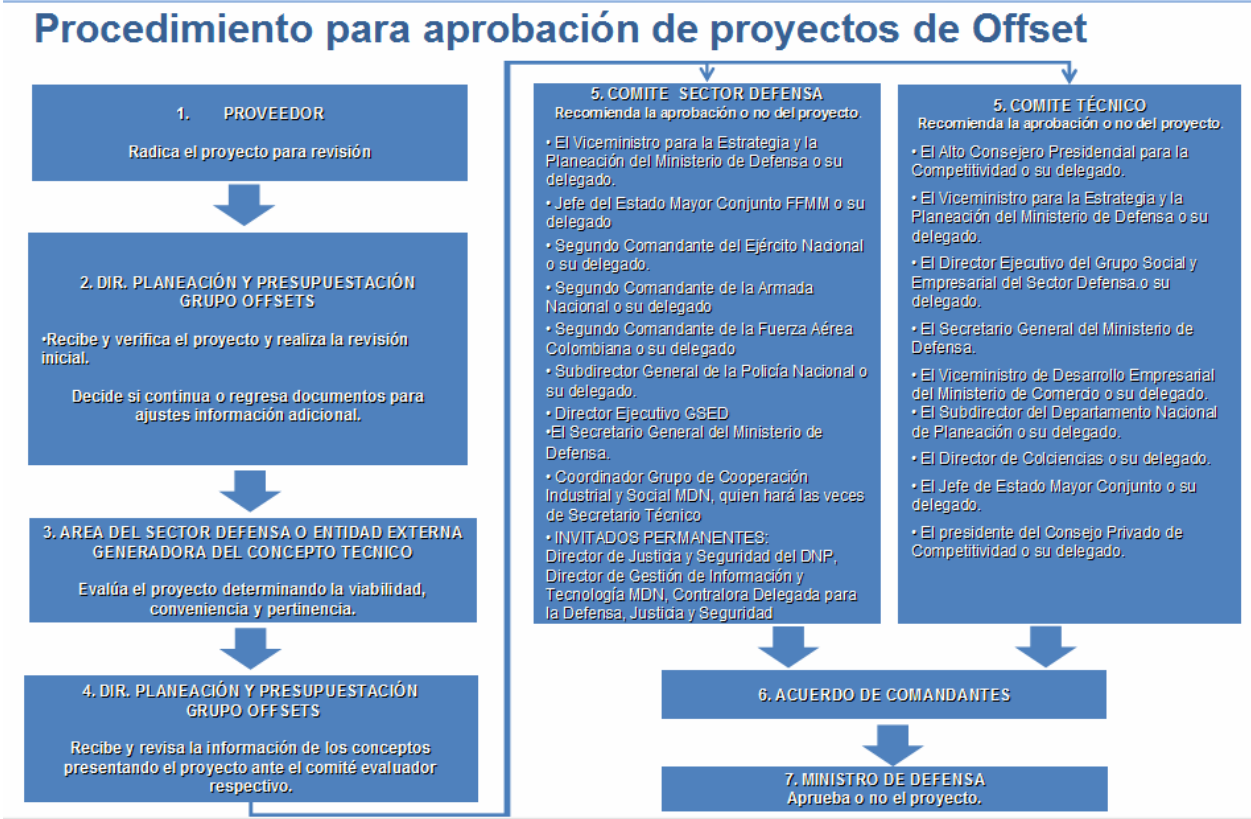 Procedimiento para aprobación de proyectos de Offset
1. PROVEEDOR
Radica el proyecto para revisión
2. DIR. PLANEACIÓN Y PRESUPUESTACIÓN
GRUPO OFFSETS
•Recibe y verifica el proyecto y realiza la revisión
inicial.
Decide si continua o regresa documentos para
ajustes información adicional.
3. AREA DEL SECTOR DEFENSA O ENTIDAD EXTERNA
GENERADORA DEL CONCEPTO TECNICO
Evalúa el proyecto determinando la viabilidad,
conveniencia y pertinencia.
4. DIR. PLANEACIÓN Y PRESUPUESTACIÓN
GRUPO OFFSETS
Recibe y revisa la información de los conceptos
presentando el proyecto ante el comité evaluador
respectivo.
5. COMITE SECTOR DEFENSA
Recomienda la aprobación o no del proyecto.
• El Viceministro para la Estrategia y la
Planeación del Ministerio de Defensa o su
delegado.
• Jefe del Estado Mayor Conjunto FFMM o su
delegado
• Segundo Comandante del Ejército Nacional
o su delegado.
• Segundo Comandante de la Armada
Nacional o su delegado
• Segundo Comandante de la Fuerza Aérea
Colombiana o su delegado
• Subdirector General de la Policía Nacional o
su delegado.
• Director Ejecutivo GSED
•El Secretario General del Ministerio de
Defensa.
• Coordinador Grupo de Cooperación
Industrial y Social MDN, quien hará las veces
de Secretario Técnico
• INVITADOS PERMANENTES:
Director de Justicia y Seguridad del DNP,
Director de Gestión de Información y
Tecnología MDN, Contralora Delegada para
la Defensa, Justicia y Seguridad
5. COMITE TÉCNICO
Recomienda la aprobación o no del proyecto.
• El Alto Consejero Presidencial para la
Competitividad o su delegado.
• El Viceministro para la Estrategia y la
Planeación del Ministerio de Defensa o su
delegado.
• El Director Ejecutivo del Grupo Social y
Empresarial del Sector Defensa.o su
delegado.
• El Secretario General del Ministerio de
Defensa.
• El Viceministro de Desarrollo Empresarial
del Ministerio de Comercio o su delegado.
• El Subdirector del Departamento Nacional
de Planeación o su delegado.
• El Director de Colciencias o su delegado.
• El Jefe de Estado Mayor Conjunto o su
delegado.
• El presidente del Consejo Privado de
Competitividad o su delegado.
6. ACUERDO DE COMANDANTES
7. MINISTRO DE DEFENSA
Aprueba o no el proyecto.